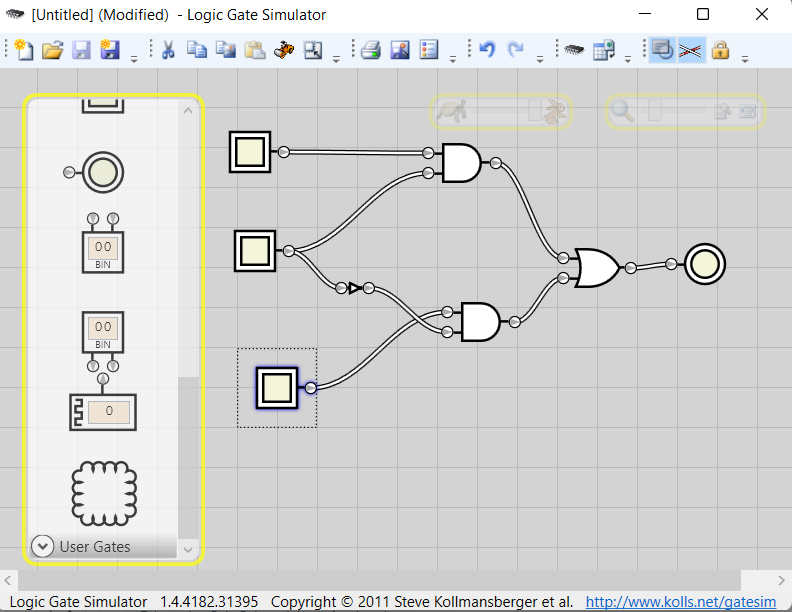 [Untitled] (Modified)  - Logic Gate Simulator
00
BIN
00
BIN
0
User Gates
Logic Gate Simulator 1.4.4182.31395 Copyright © 2011 Steve Kollmansberger et al. http://www.kolls.net/gatesim